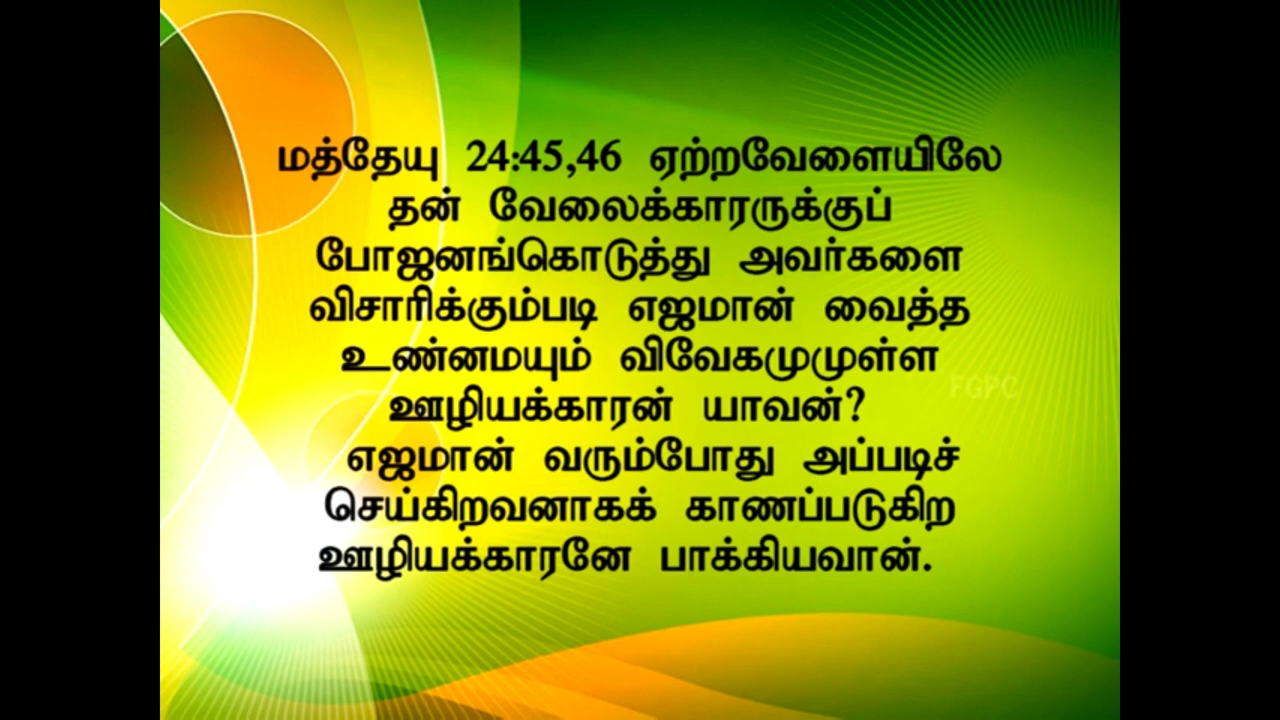 மத்தேயு 24:45,46 ஏற்றவேளையிலே
தன் வேலைக்காரருக்குப்
போஜனங்கொடுத்து அவர்களை
விசாரிக்கும்படி எஜமான் வைத்த
உண்னமயும் விவேகமுமுள்ள
ஊழியக்காரன் யாவன்?
எஜமான் வரும்போது அப்படிச்
செய்கிறவனாகக் காணப்படுகிற
ஊழியக்காரனே பாக்கியவான்.
FGPC